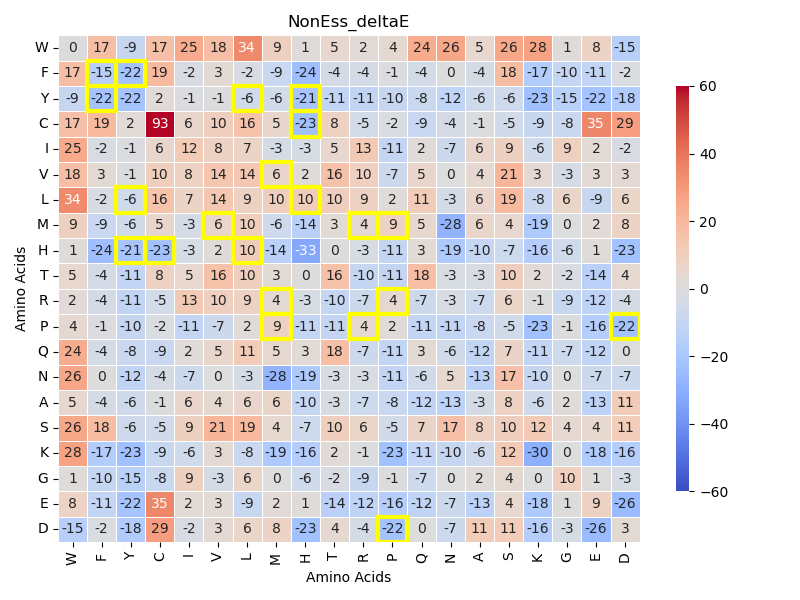 NonEss_deltaE
W 0 17 -9 17 25 18 34 9 1 5 2 4 24 26 5 26 28 1 8 -15
F 17 -15 -22 19 -2 3 -2 -9 -24 -4 -4 -1 -4 0 -4 18 -17 -10 -11 -2
Y -9 -22 -22 2 -1 -1 -6 -6 -21 -11 -11 -10 -8 -12 -6 -6 -23 -15 -22 -18
C 17 19 2 93 6 10 16 5 -23 8 -5 -2 -9 -4 -1 -5 -9 -8 35 29
I 25 -2 -1 6 12 8 7 -3 -3 5 13 -11 2 -7 6 9 -6 9 2 -2
V 18 3 -1 10 8 14 14 6 2 16 10 -7 5 0 4 21 3 -3 3 3
L 34 -2 -6 16 7 14 9 10 10 10 9 2 11 -3 6 19 -8 6 -9 6
M 9 -9 -6 5 -3 6 10 -6 -14 3 4 9 5 -28 6 4 -19 0 2 8
H 1 -24 -21 -23 -3 2 10 -14 -33 0 -3 -11 3 -19 -10 -7 -16 -6 1 -23
T 5 -4 -11 8 5 16 10 3 0 16 -10 -11 18 -3 -3 10 2 -2 -14 4
R 2 -4 -11 -5 13 10 9 4 -3 -10 -7 4 -7 -3 -7 6 -1 -9 -12 -4
P 4 -1 -10 -2 -11 -7 2 9 -11 -11 4 2 -11 -11 -8 -5 -23 -1 -16 -22
Q 24 -4 -8 -9 2 5 11 5 3 18 -7 -11 3 -6 -12 7 -11 -7 -12 0
N 26 0 -12 -4 -7 0 -3 -28 -19 -3 -3 -11 -6 5 -13 17 -10 0 -7 -7
A 5 -4 -6 -1 6 4 6 6 -10 -3 -7 -8 -12 -13 -3 8 -6 2 -13 11
S 26 18 -6 -5 9 21 19 4 -7 10 6 -5 7 17 8 10 12 4 4 11
K 28 -17 -23 -9 -6 3 -8 -19 -16 2 -1 -23 -11 -10 -6 12 -30 0 -18 -16
G 1 -10 -15 -8 9 -3 6 0 -6 -2 -9 -1 -7 0 2 4 0 10 1 -3
E 8 -11 -22 35 2 3 -9 2 1 -14 -12 -16 -12 -7 -13 4 -18 1 9 -26
D -15 -2 -18 29 -2 3 6 8 -23 4 -4 -22 0 -7 11 11 -16 -3 -26 3
W F Y C I V L M H T R P Q N A S K G E D
Amino Acids
Amino Acids
60
40
20
0
−20
−40
−60